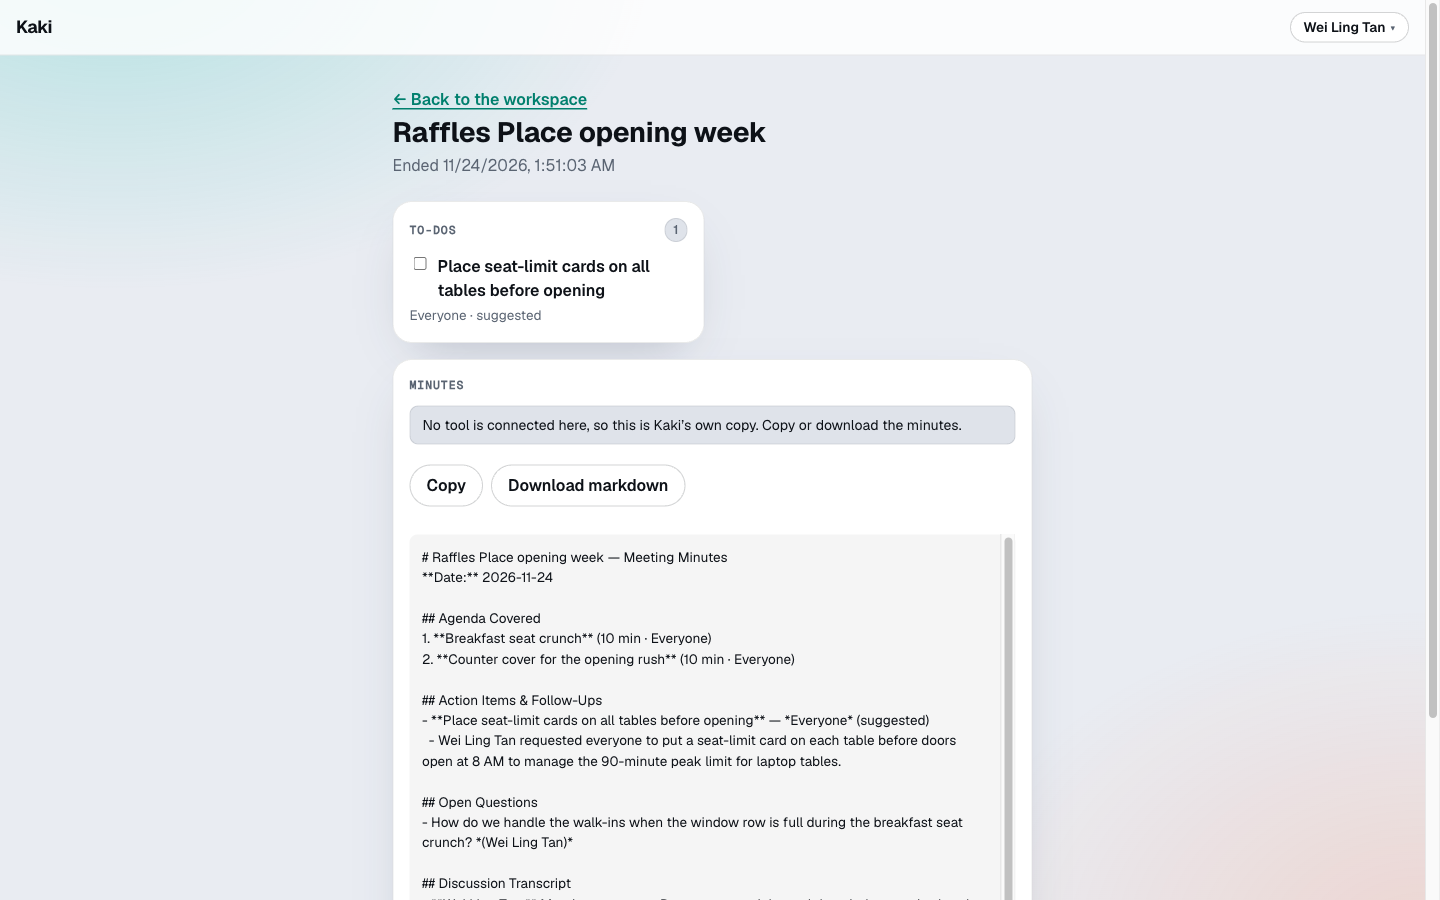 Kaki
Wei Ling Tan ▾
← Back to the workspace
Raffles Place opening week
Ended 11/24/2026, 1:51:03 AM
TO-DOS
1
Place seat-limit cards on all
tables before opening
Everyone · suggested
MINUTES
No tool is connected here, so this is Kaki's own copy. Copy or download the minutes.
Copy
Download markdown
# Raffles Place opening week — Meeting Minutes
**Date:** 2026-11-24
## Agenda Covered
1. **Breakfast seat crunch** (10 min · Everyone)
2. **Counter cover for the opening rush** (10 min · Everyone)
## Action Items & Follow-Ups
- **Place seat-limit cards on all tables before opening** — *Everyone* (suggested)
- Wei Ling Tan requested everyone to put a seat-limit card on each table before doors
open at 8 AM to manage the 90-minute peak limit for laptop tables.
## Open Questions
- How do we handle the walk-ins when the window row is full during the breakfast seat
crunch? *(Wei Ling Tan)*
## Discussion Transcript